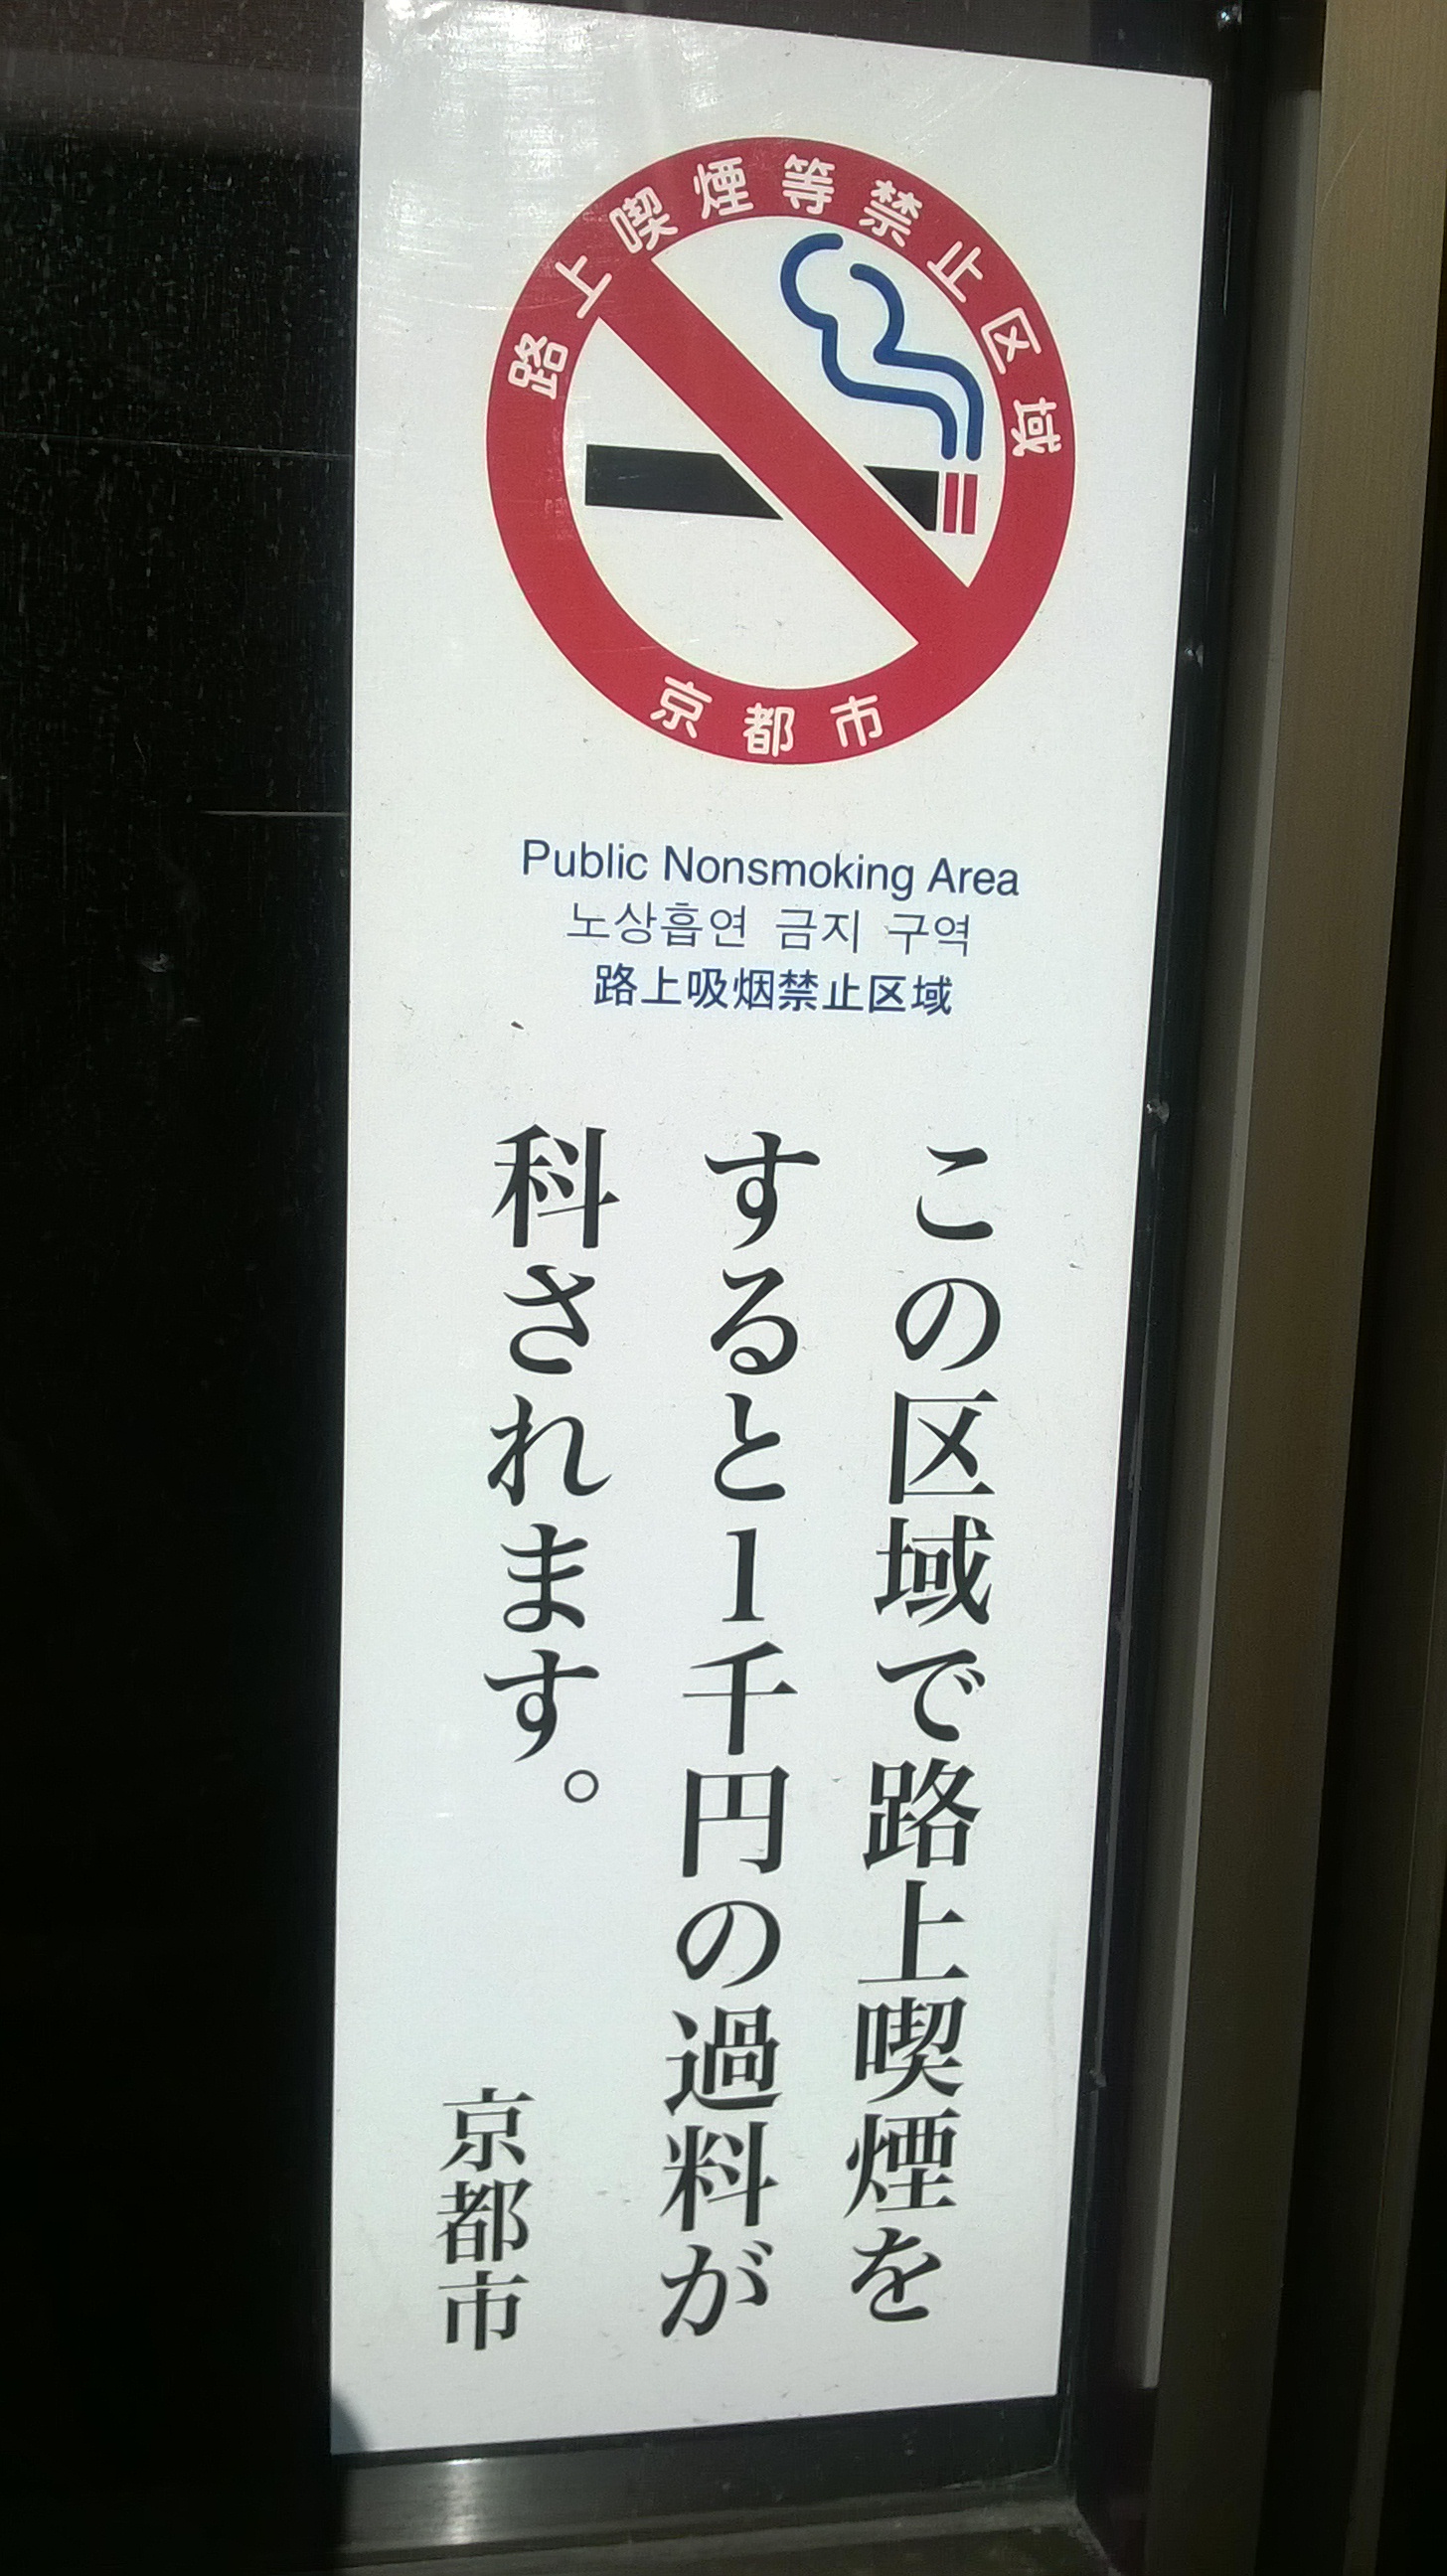 路上喫煙等禁止区域
京都市
Public Nonsmoking Area
노상흡연 금지 구역
路上吸烟禁止区域
この区域で路上喫煙を
すると1千円の過料が
科されます。
京都市